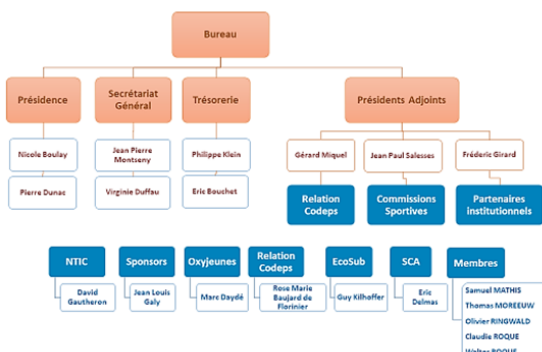 Bureau
Présidence
Secrétariat
Général
Trésorerie
Présidents Adjoints
Nicole Boulay
Jean Pierre
Montseny
Philippe Klein
Gérard Miquel
Jean Paul Salesses
Fréderic Girard
Pierre Dunac
Virginie Duffau
Eric Bouchet
Relation
Codeps
Commissions
Sportives
Partenaires
institutionnels
NTIC
Sponsors
Oxyjeunes
Relation
Codeps
EcoSub
SCA
Membres
David
Gautheron
Jean Louis
Galy
Marc Daydé
Rose Marie
Baujard de
Florinier
Guy Kilhoffer
Eric
Delmas
Samuel MATHIS
Thomas MOREEUW
Olivier RINGWALD
Claudie ROQUE
Walter ROQUE